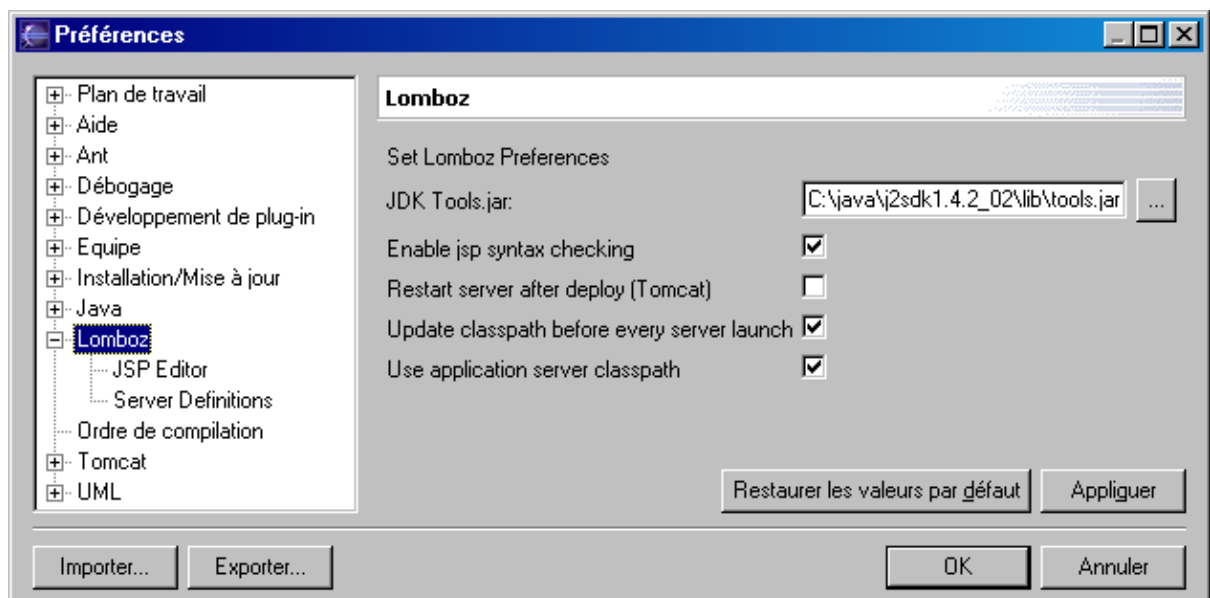 Préférences
Plan de travail
Aide
Ant
Débogage
Développement de plug-in
Equipe
Installation/Mise à jour
Java
Lomboz
JSP Editor
Server Definitions
Ordre de compilation
Tomcat
UML
Lomboz
Set Lomboz Preferences
JDK Tools.jar: C:\java\j2sdk1.4.2_02\lib\tools.jar ...
Enable jsp syntax checking
Restart server after deploy (Tomcat)
Update classpath before every server launch
Use application server classpath
Restaurer les valeurs par défaut Appliquer
Importer... Exporter... OK Annuler